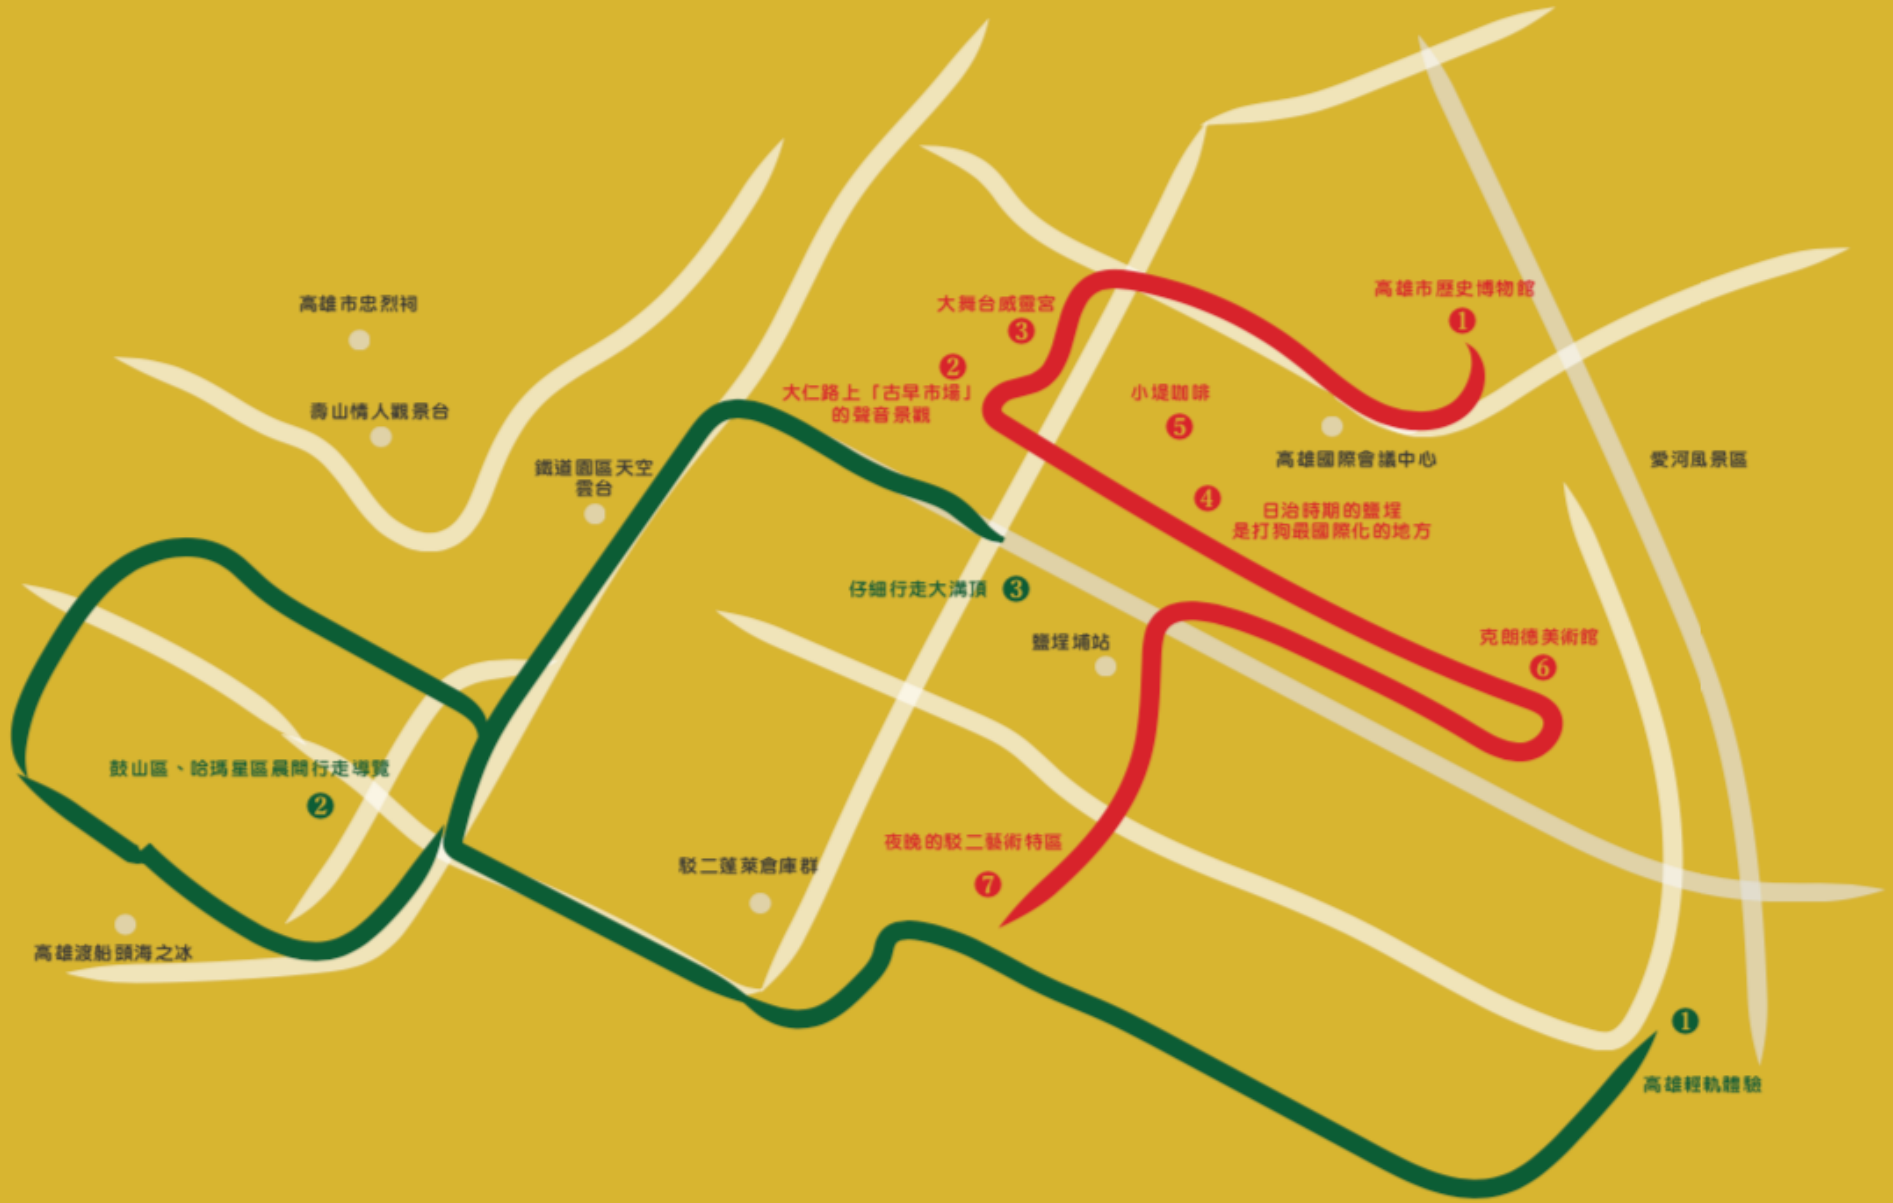 高雄市歷史博物館
1
高雄市忠烈祠
大舞台威靈宮
3
2
大仁路上「古早市場」
的聲音景觀
小堤咖啡
5
壽山情人觀景台
高雄國際會議中心
愛河風景區
鐵道園區天空
雲台
4
日治時期的鹽埕
是打狗最國際化的地方
仔細行走大溝頂
3
鹽埕埔站
克朗德美術館
6
鼓山區、哈瑪星區晨間行走導覽
2
夜晚的駁二藝術特區
7
駁二蓬萊倉庫群
高雄渡船頭海之冰
1
高雄輕軌體驗